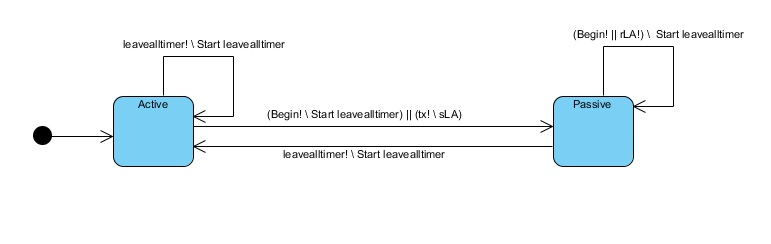 (Begin! || rLA!) \ Start leavealltimer
leavealltimer! \ Start leavealltimer
Active
Passive
(Begin! \ Start leavealltimer) || (tx! \ sLA)
leavealltimer! \ Start leavealltimer